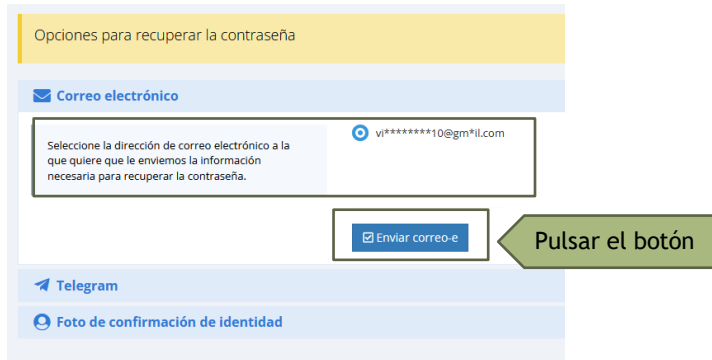 Opciones para recuperar la contraseña
Correo electrónico
Seleccione la dirección de correo electrónico a la
que quiere que le enviemos la información
necesaria para recuperar la contraseña.
vi********10@gm*il.com
Enviar correo-e
Pulsar el botón
Telegram
Foto de confirmación de identidad